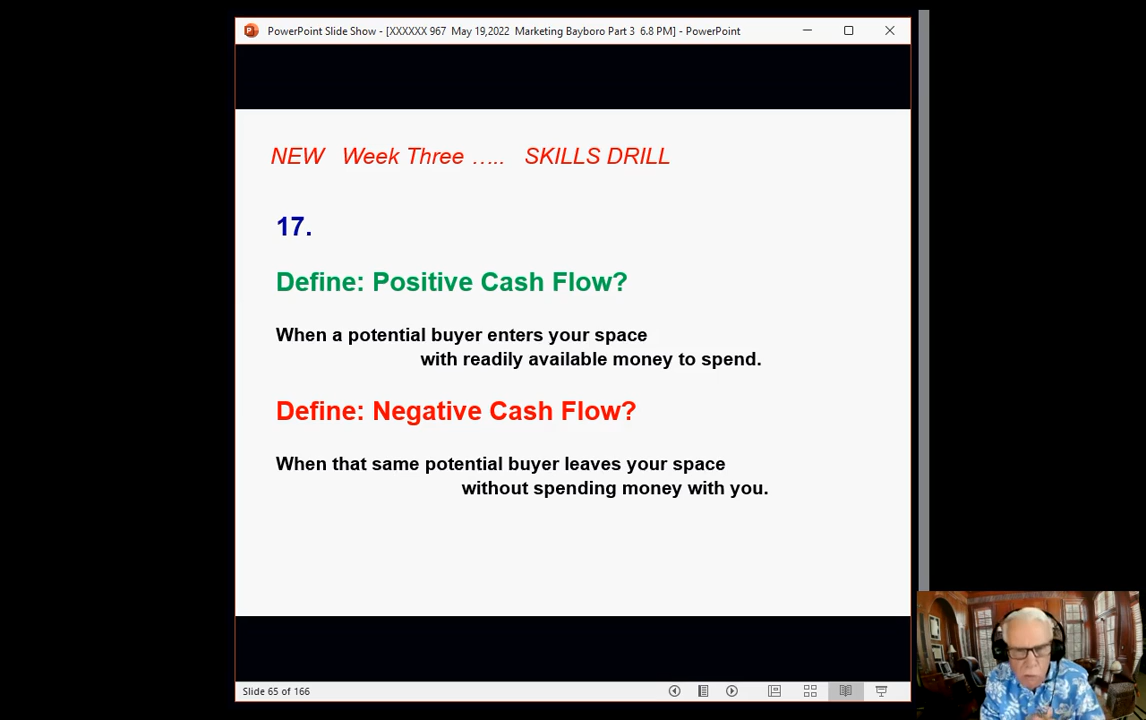 PowerPoint Slide Show - [XXXXXX 967 May 19,2022 Marketing Bayboro Part 3 6.8 PM] - PowerPoint
NEW Week Three ….. SKILLS DRILL
17.
Define: Positive Cash Flow?
When a potential buyer enters your space
with readily available money to spend.
Define: Negative Cash Flow?
When that same potential buyer leaves your space
without spending money with you.
Slide 65 of 166